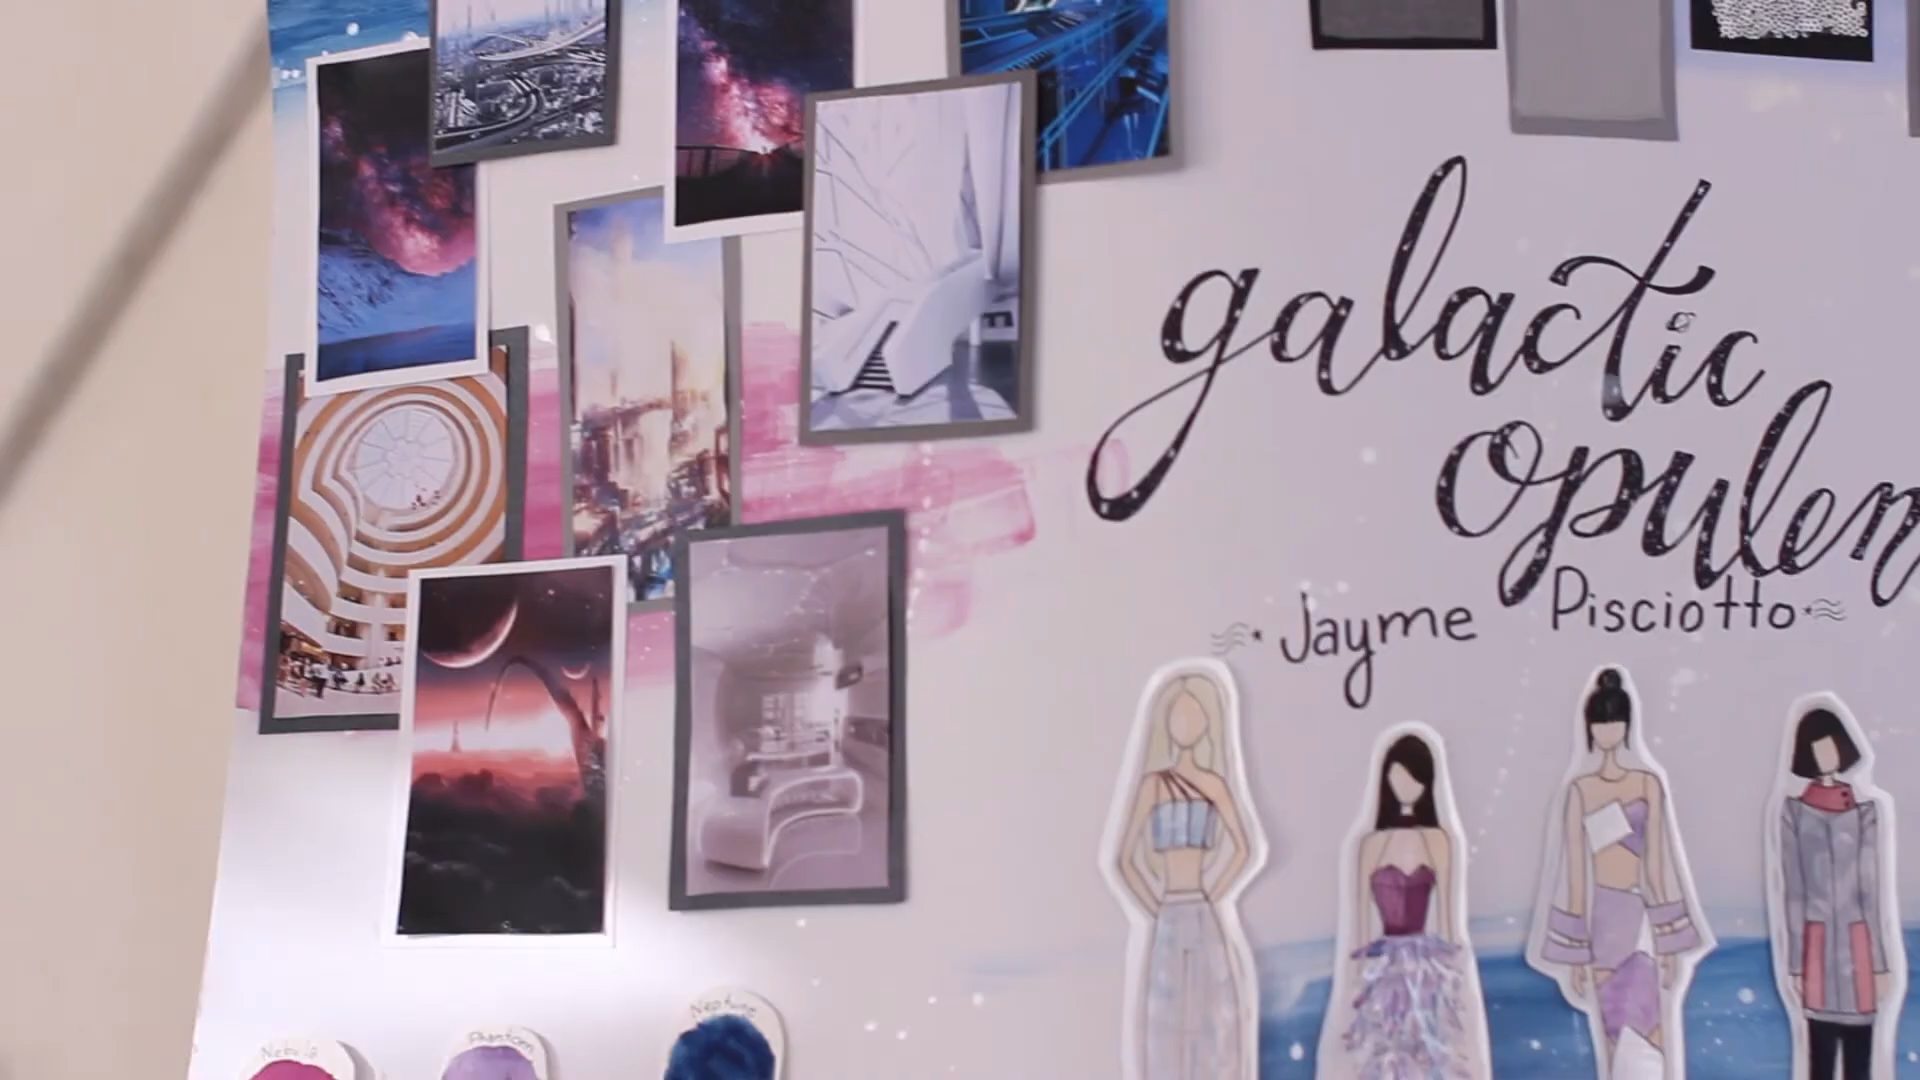 galactic
opulen
Jayme Pisciotto
Neptune
Phantom
Nebula